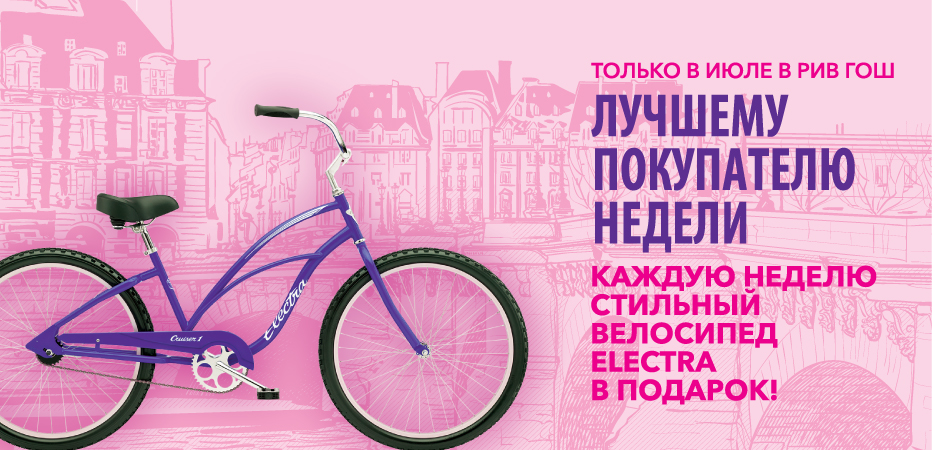 ТОЛЬКО В ИЮЛЕ В РИВ ГОШ
ЛУЧШЕМУ
ПОКУПАТЕЛЮ
НЕДЕЛИ
КАЖДУЮ НЕДЕЛЮ
СТИЛЬНЫЙ
ВЕЛОСИПЕД
ELECTRA
В ПОДАРОК!
Electra
Cruiser 1